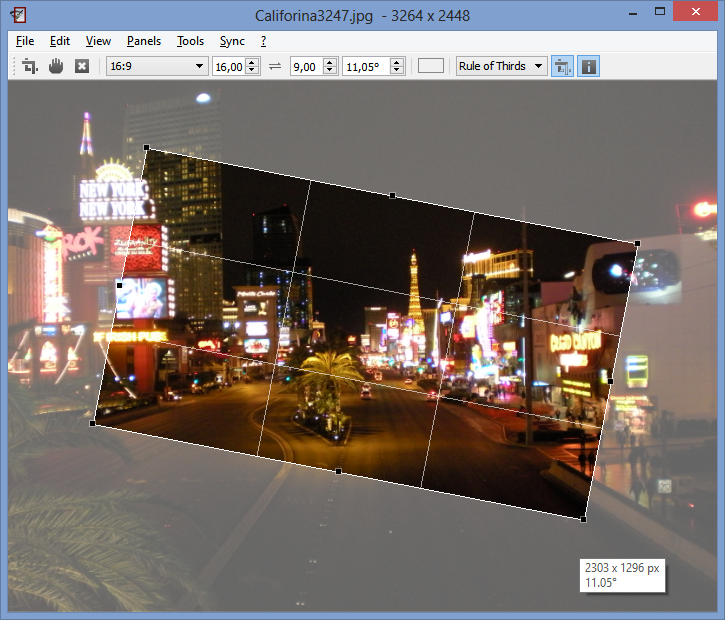 Califorina3247.jpg - 3264 x 2448
File Edit View Panels Tools Sync ?
16:9 16,00 9,00 11,05° Rule of Thirds
NEW YORK
NEW YORK
ROK
2303 x 1296 px
11.05°